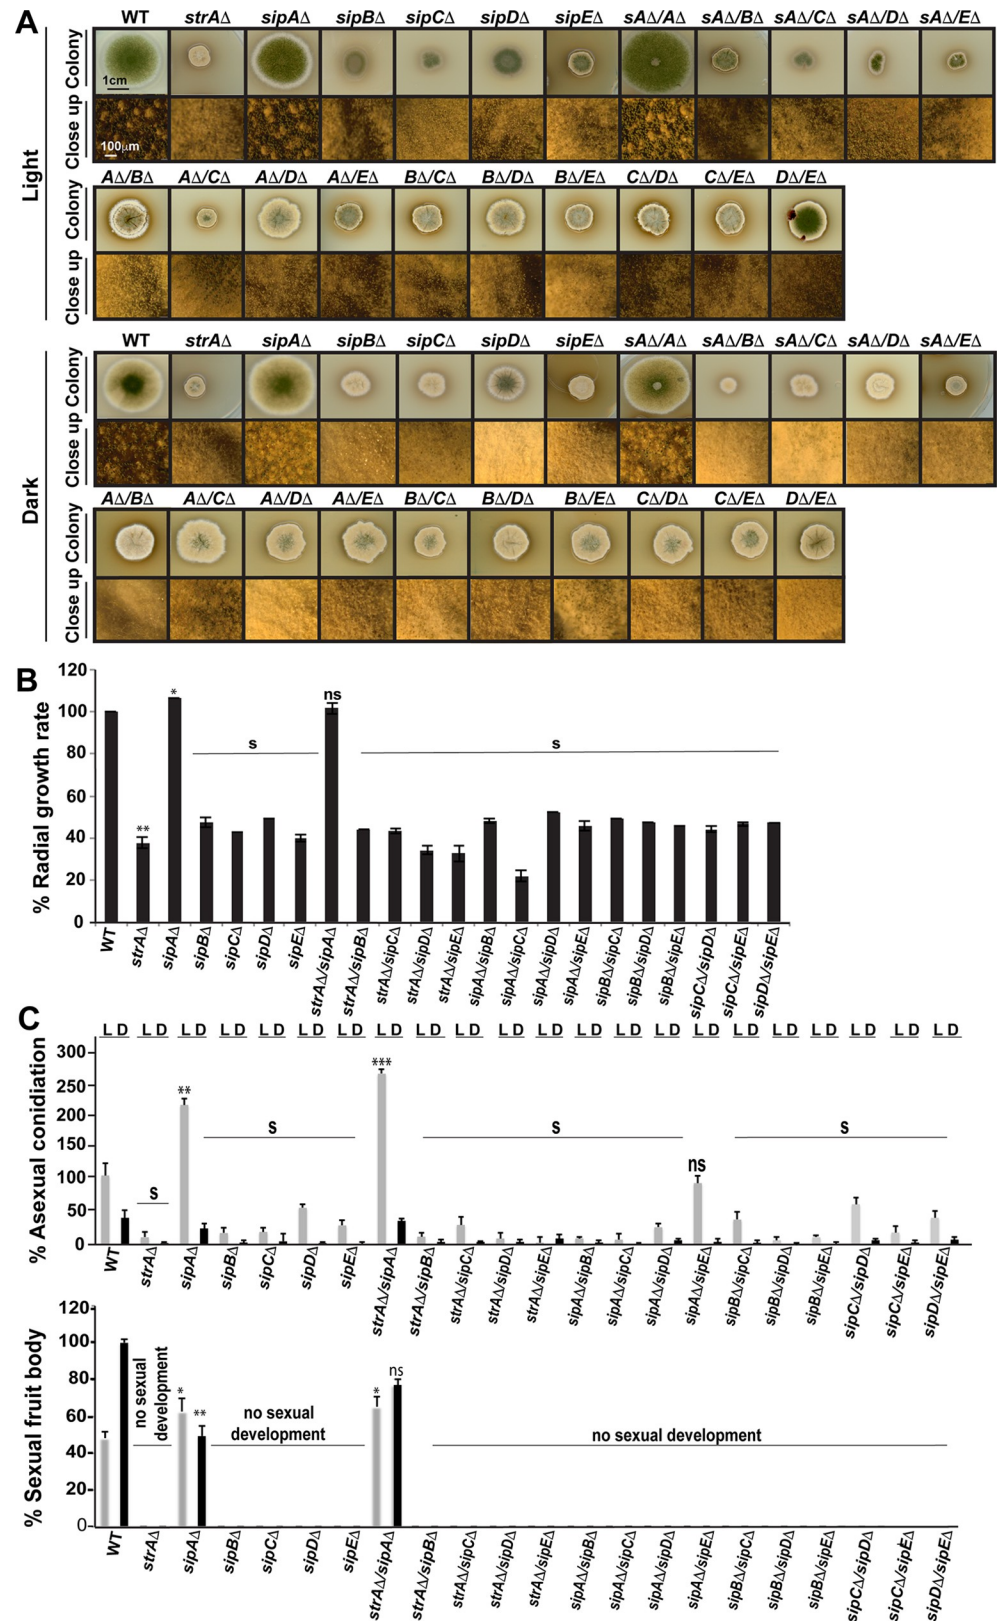 A
Light
WT strAΔ sipAΔ sipBΔ sipCΔ sipDΔ sipEΔ sAΔ/AΔ sAΔ/BΔ sAΔ/CΔ sAΔ/DΔ sAΔ/EΔ
Colony
1cm
Close up
100µm
AΔ/BΔ AΔ/CΔ AΔ/DΔ AΔ/EΔ BΔ/CΔ BΔ/DΔ BΔ/EΔ CΔ/DΔ CΔ/EΔ DΔ/EΔ
Colony
Close up
Dark
WT strAΔ sipAΔ sipBΔ sipCΔ sipDΔ sipEΔ sAΔ/AΔ sAΔ/BΔ sAΔ/CΔ sAΔ/DΔ sAΔ/EΔ
Colony
Close up
AΔ/BΔ AΔ/CΔ AΔ/DΔ AΔ/EΔ BΔ/CΔ BΔ/DΔ BΔ/EΔ CΔ/DΔ CΔ/EΔ DΔ/EΔ
Colony
Close up
B
% Radial growth rate
120
100
80
60
40
20
0
** * s ns s
WT strAΔ sipAΔ sipBΔ sipCΔ sipDΔ sipEΔ strAΔ/sipAΔ strAΔ/sipBΔ strAΔ/sipCΔ strAΔ/sipDΔ strAΔ/sipEΔ sipAΔ/sipBΔ sipAΔ/sipCΔ sipAΔ/sipDΔ sipAΔ/sipEΔ sipBΔ/sipCΔ sipBΔ/sipDΔ sipBΔ/sipEΔ sipCΔ/sipDΔ sipCΔ/sipEΔ sipDΔ/sipEΔ
C
L D L D L D L D L D L D L D L D L D L D L D L D L D L D L D L D L D L D L D L D L D L D
% Asexual conidiation
300
250
200
150
100
50
0
s ** s *** s ns s
WT strAΔ sipAΔ sipBΔ sipCΔ sipDΔ sipEΔ strAΔ/sipAΔ strAΔ/sipBΔ strAΔ/sipCΔ strAΔ/sipDΔ strAΔ/sipEΔ sipAΔ/sipBΔ sipAΔ/sipCΔ sipAΔ/sipDΔ sipAΔ/sipEΔ sipBΔ/sipCΔ sipBΔ/sipDΔ sipBΔ/sipEΔ sipCΔ/sipDΔ sipCΔ/sipEΔ sipDΔ/sipEΔ
% Sexual fruit body
120
100
80
60
40
20
0
no sexual
development
* **
no sexual
development
* ns
no sexual development
WT strAΔ sipAΔ sipBΔ sipCΔ sipDΔ sipEΔ strAΔ/sipAΔ strAΔ/sipBΔ strAΔ/sipCΔ strAΔ/sipDΔ strAΔ/sipEΔ sipAΔ/sipBΔ sipAΔ/sipCΔ sipAΔ/sipDΔ sipAΔ/sipEΔ sipBΔ/sipCΔ sipBΔ/sipDΔ sipBΔ/sipEΔ sipCΔ/sipDΔ sipCΔ/sipEΔ sipDΔ/sipEΔ